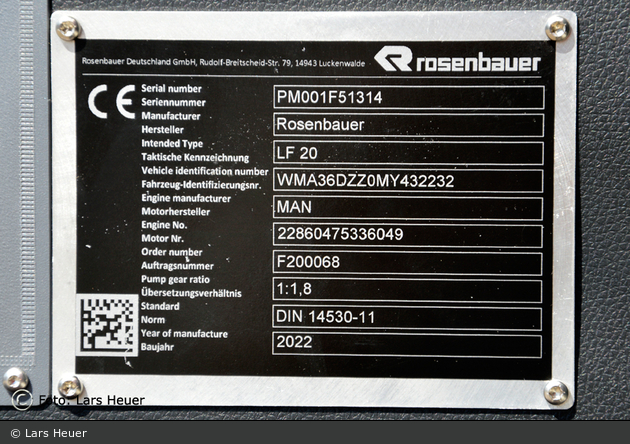 Rosenbauer Deutschland GmbH, Rudolf-Breitscheid-Str. 79, 14943 Luckenwalde
rosenbauer
CE
Serial number
Seriennummer
PM001F51314
Manufacturer
Hersteller
Rosenbauer
Intended Type
Taktische Kennzeichnung
LF 20
Vehicle identification number
Fahrzeug-Identifizierungsnr.
WMA36DZZ0MY432232
Engine manufacturer
Motorhersteller
MAN
Engine No.
Motor Nr.
22860475336049
Order number
Auftragsnummer
F200068
Pump gear ratio
Übersetzungsverhältnis
1:1,8
Standard
Norm
DIN 14530-11
Year of manufacture
Baujahr
2022
© Foto: Lars Heuer
© Lars Heuer